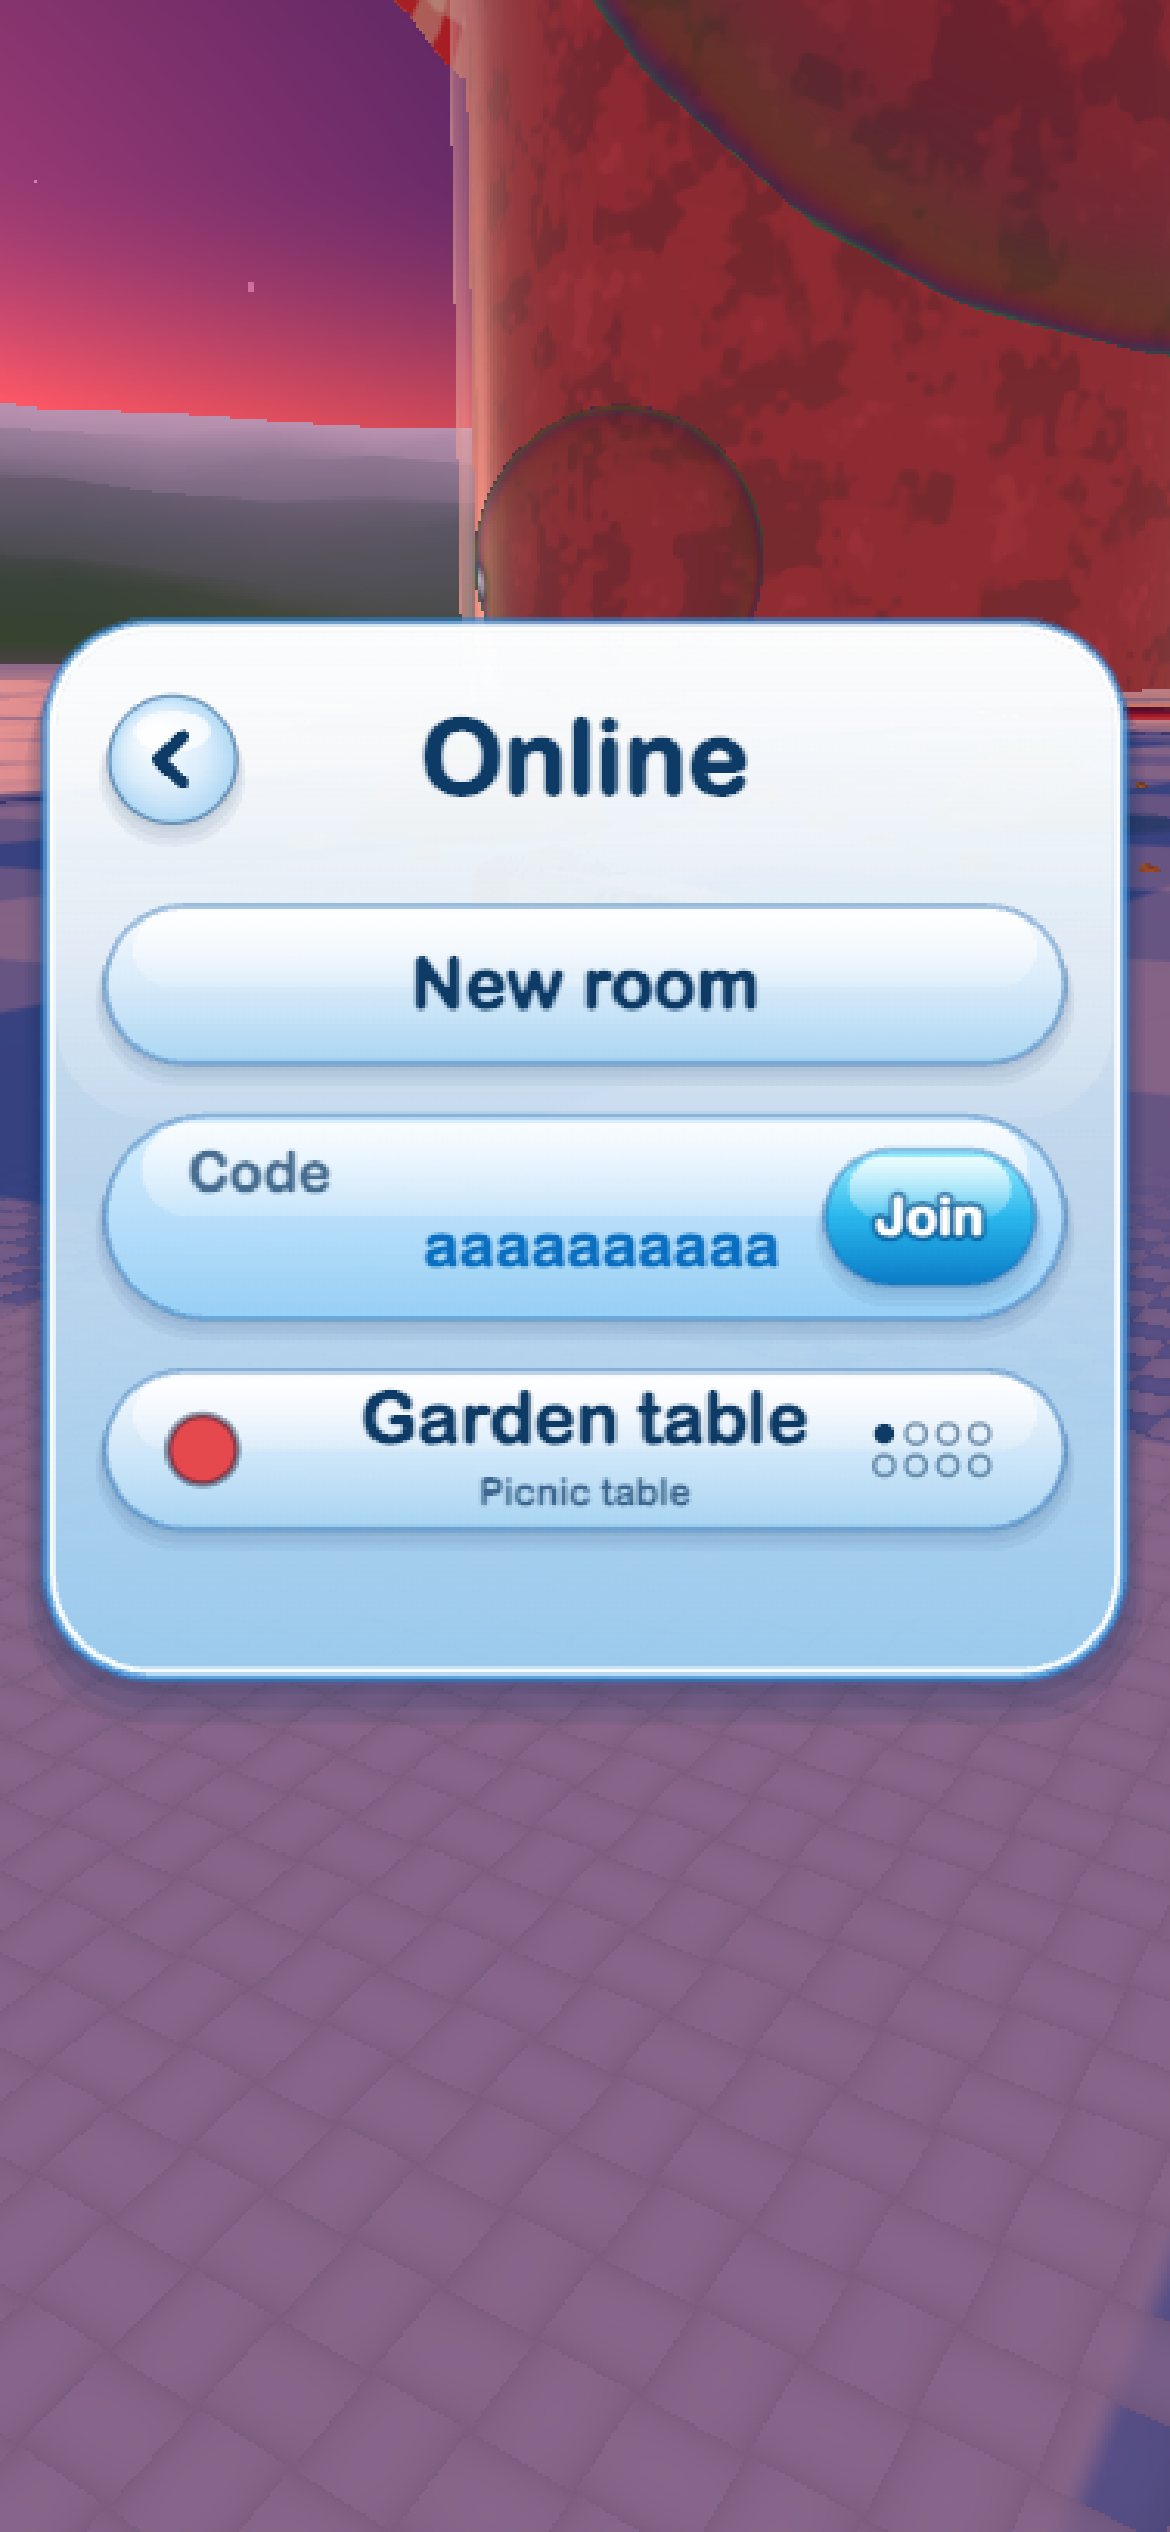 Online
New room
Code
aaaaaaaaaa
Join
Garden table
Picnic table